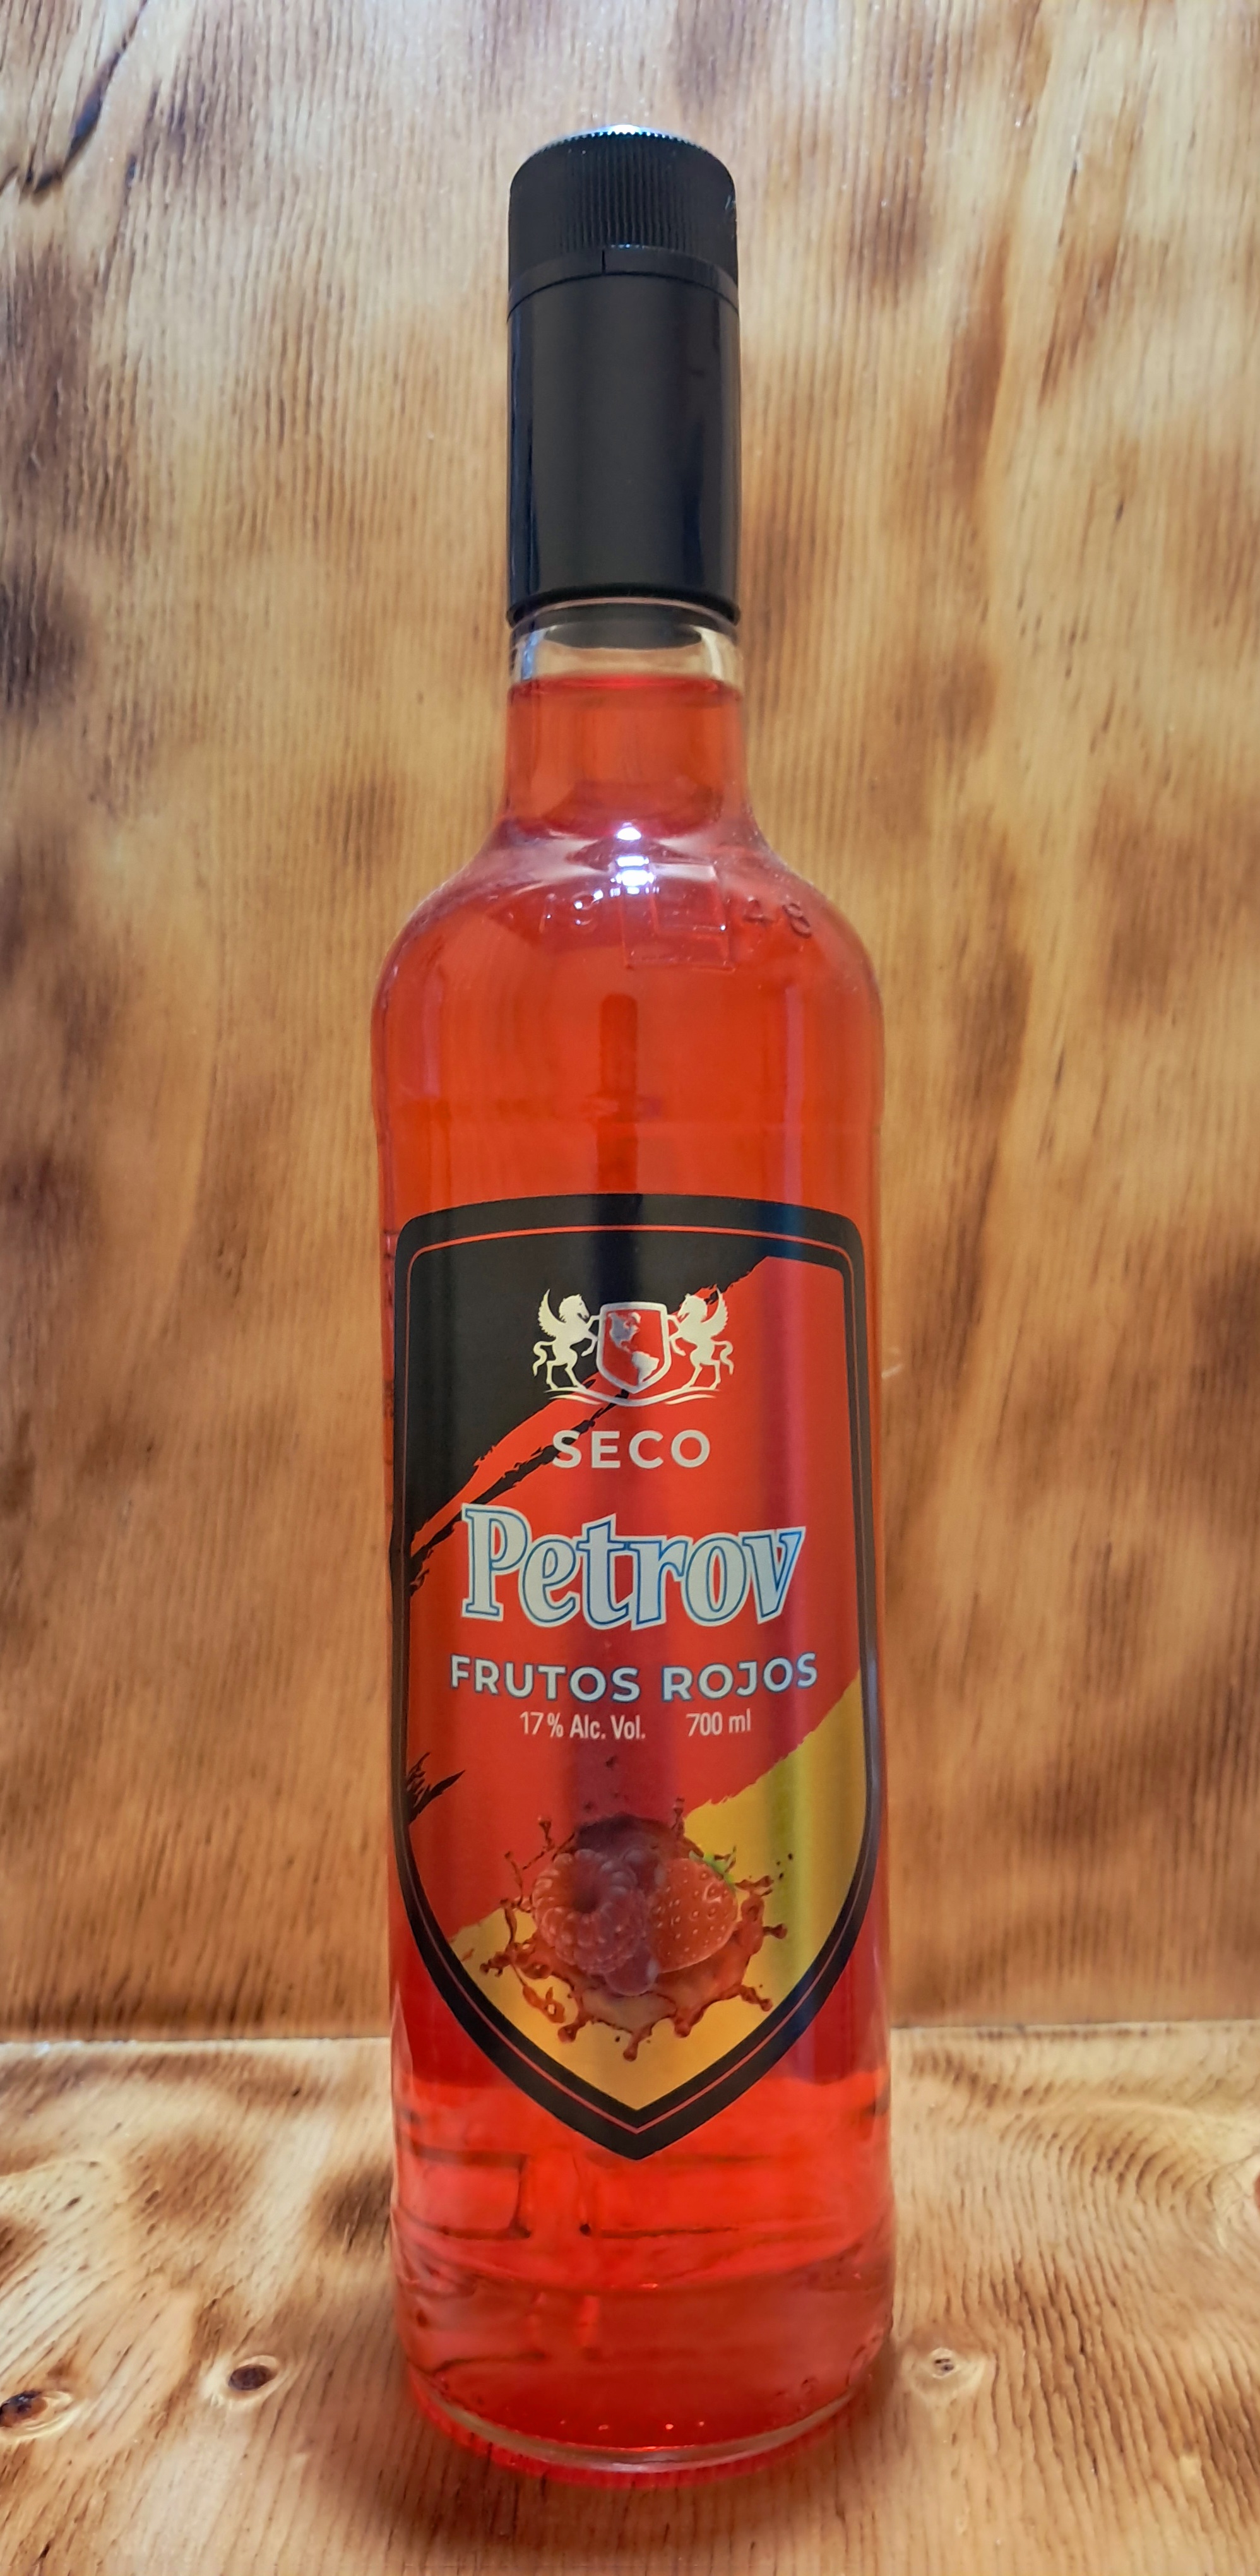 SECO
Petrov
FRUTOS ROJOS
17% Alc. Vol. 700 ml